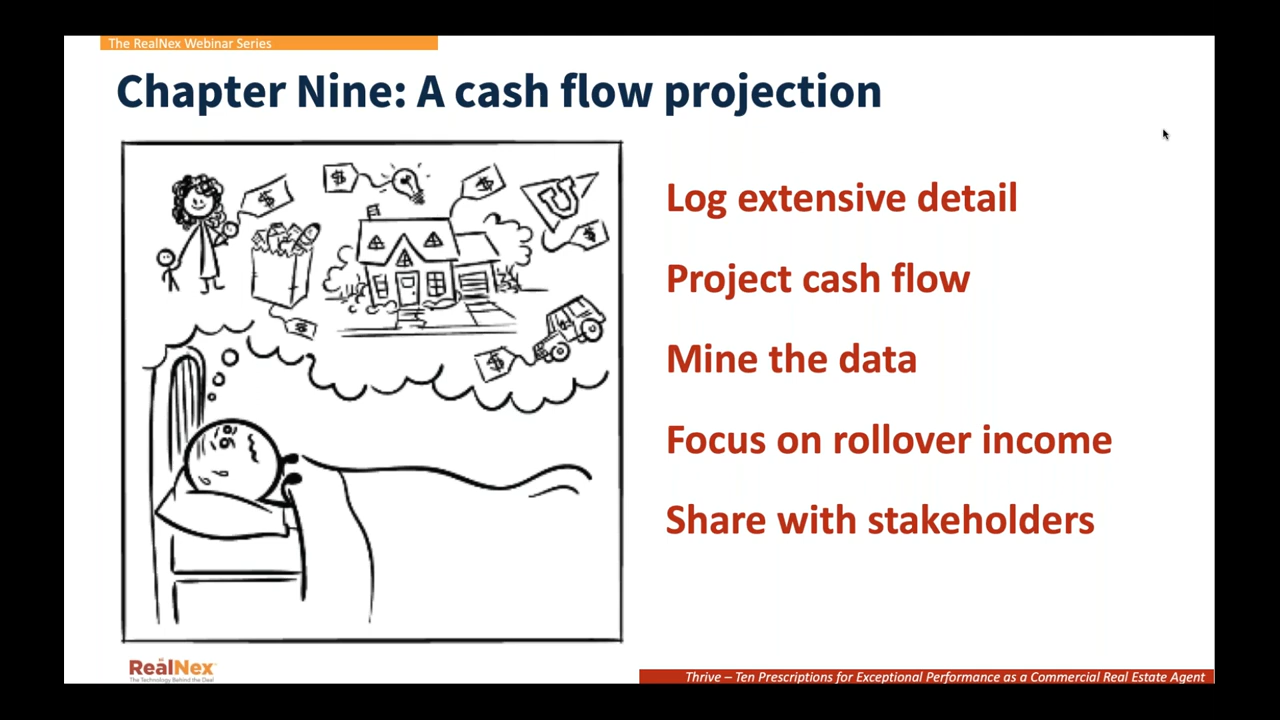 The RealNex Webinar Series
Chapter Nine: A cash flow projection
$
$
$
U
$
$
$
Log extensive detail
Project cash flow
Mine the data
Focus on rollover income
Share with stakeholders
RealNex
The Technology Behind the Deal
Thrive – Ten Prescriptions for Exceptional Performance as a Commercial Real Estate Agent